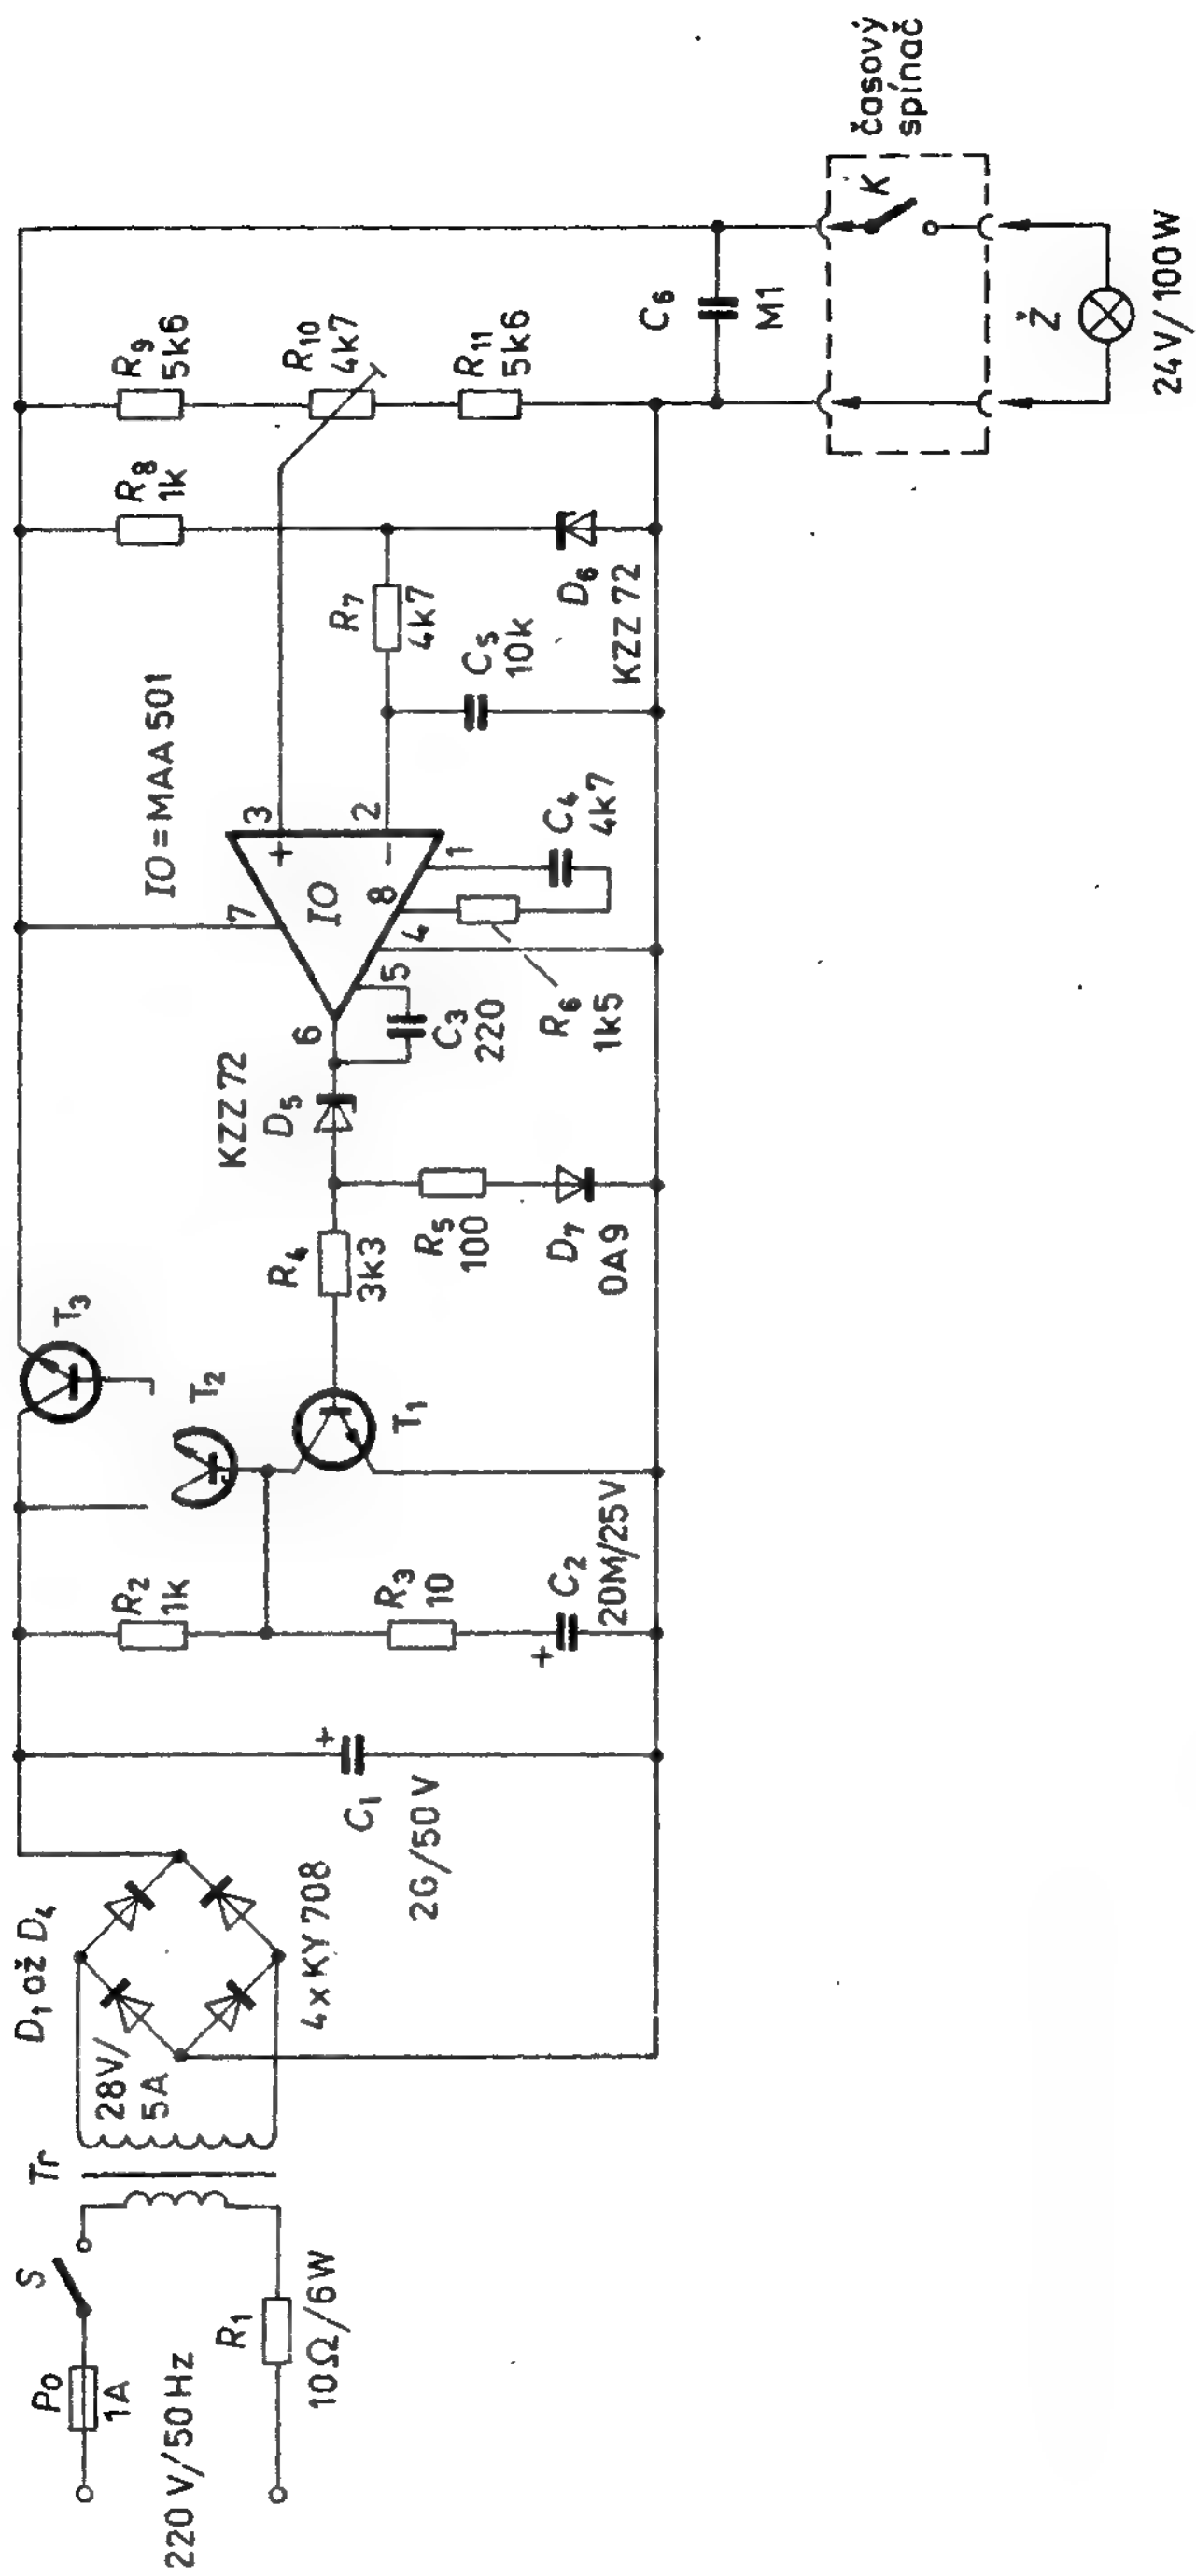 Po
1A
S
220 V/50 Hz
R1
10Ω/6W
Tr
28V/
5A
D1 až D4
4x KY 708
C1
+
2G/50V
R2
1k
R3
10
+
C2
20M/25V
T2
T1
T3
R4
3k3
R5
100
D7
0A9
KZZ 72
D5
6
5
C3
220
R6
1k5
IO = MAA 501
7
IO
4
8
1
+
3
−
2
C4
4k7
C5
10k
R7
4k7
D6
KZZ 72
R8
1k
R9
5k6
R10
4k7
R11
5k6
C6
M1
časový
spínač
K
Ž
24 V/100 W